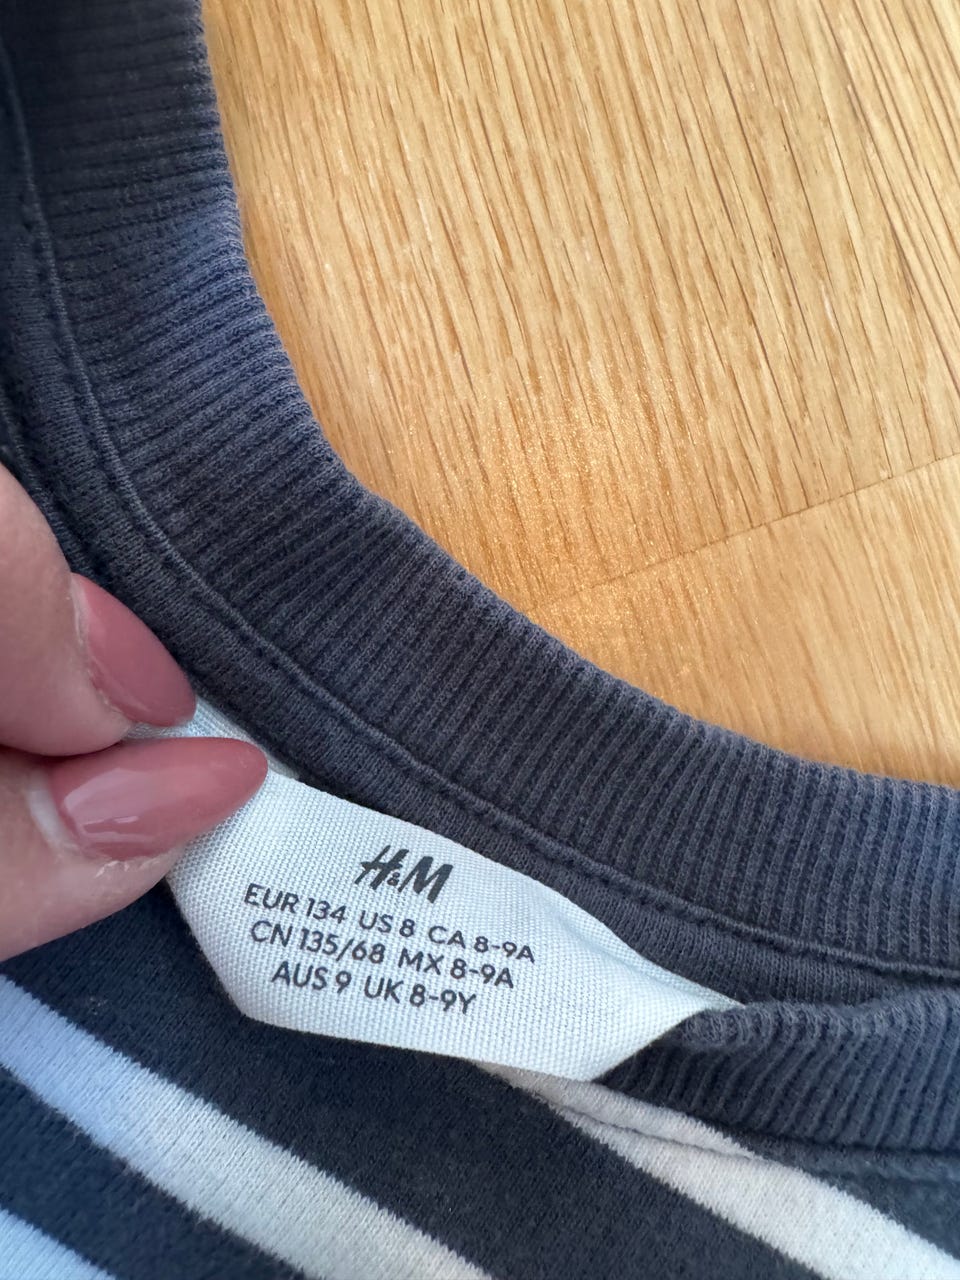 H&M
EUR 134 US 8 CA 8-9A
CN 135/68 MX 8-9A
AUS 9 UK 8-9Y